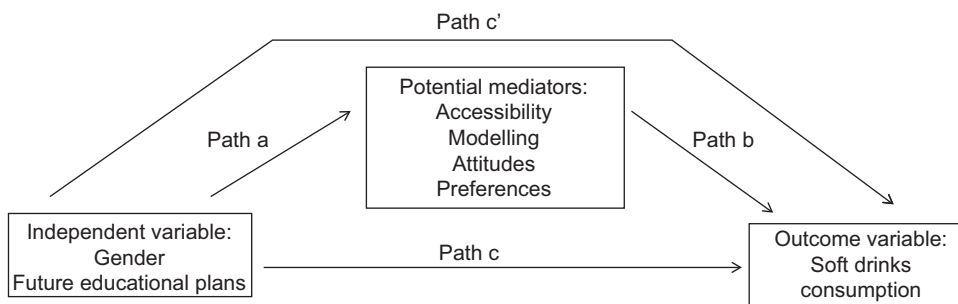 Path c’
Potential mediators:
Accessibility
Modelling
Attitudes
Preferences
Path a
Path b
Independent variable:
Gender
Future educational plans
Path c
Outcome variable:
Soft drinks
consumption